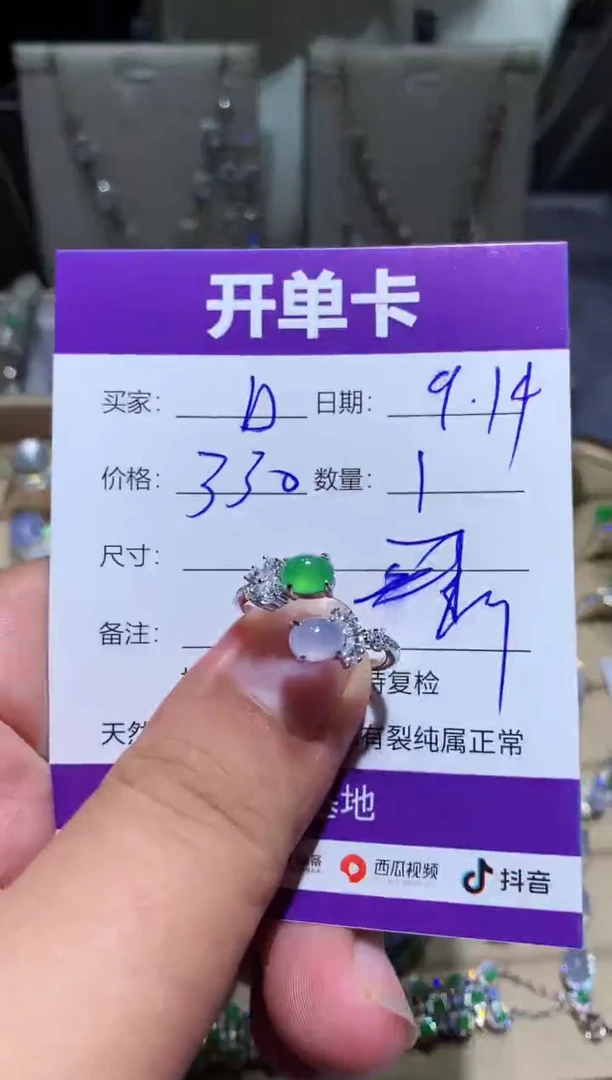 开单卡
买家: D 日期: 9.14
价格: 330 数量: 1
尺寸:
备注:
复检
天然 有裂纯属正常
基地
西瓜视频 抖音